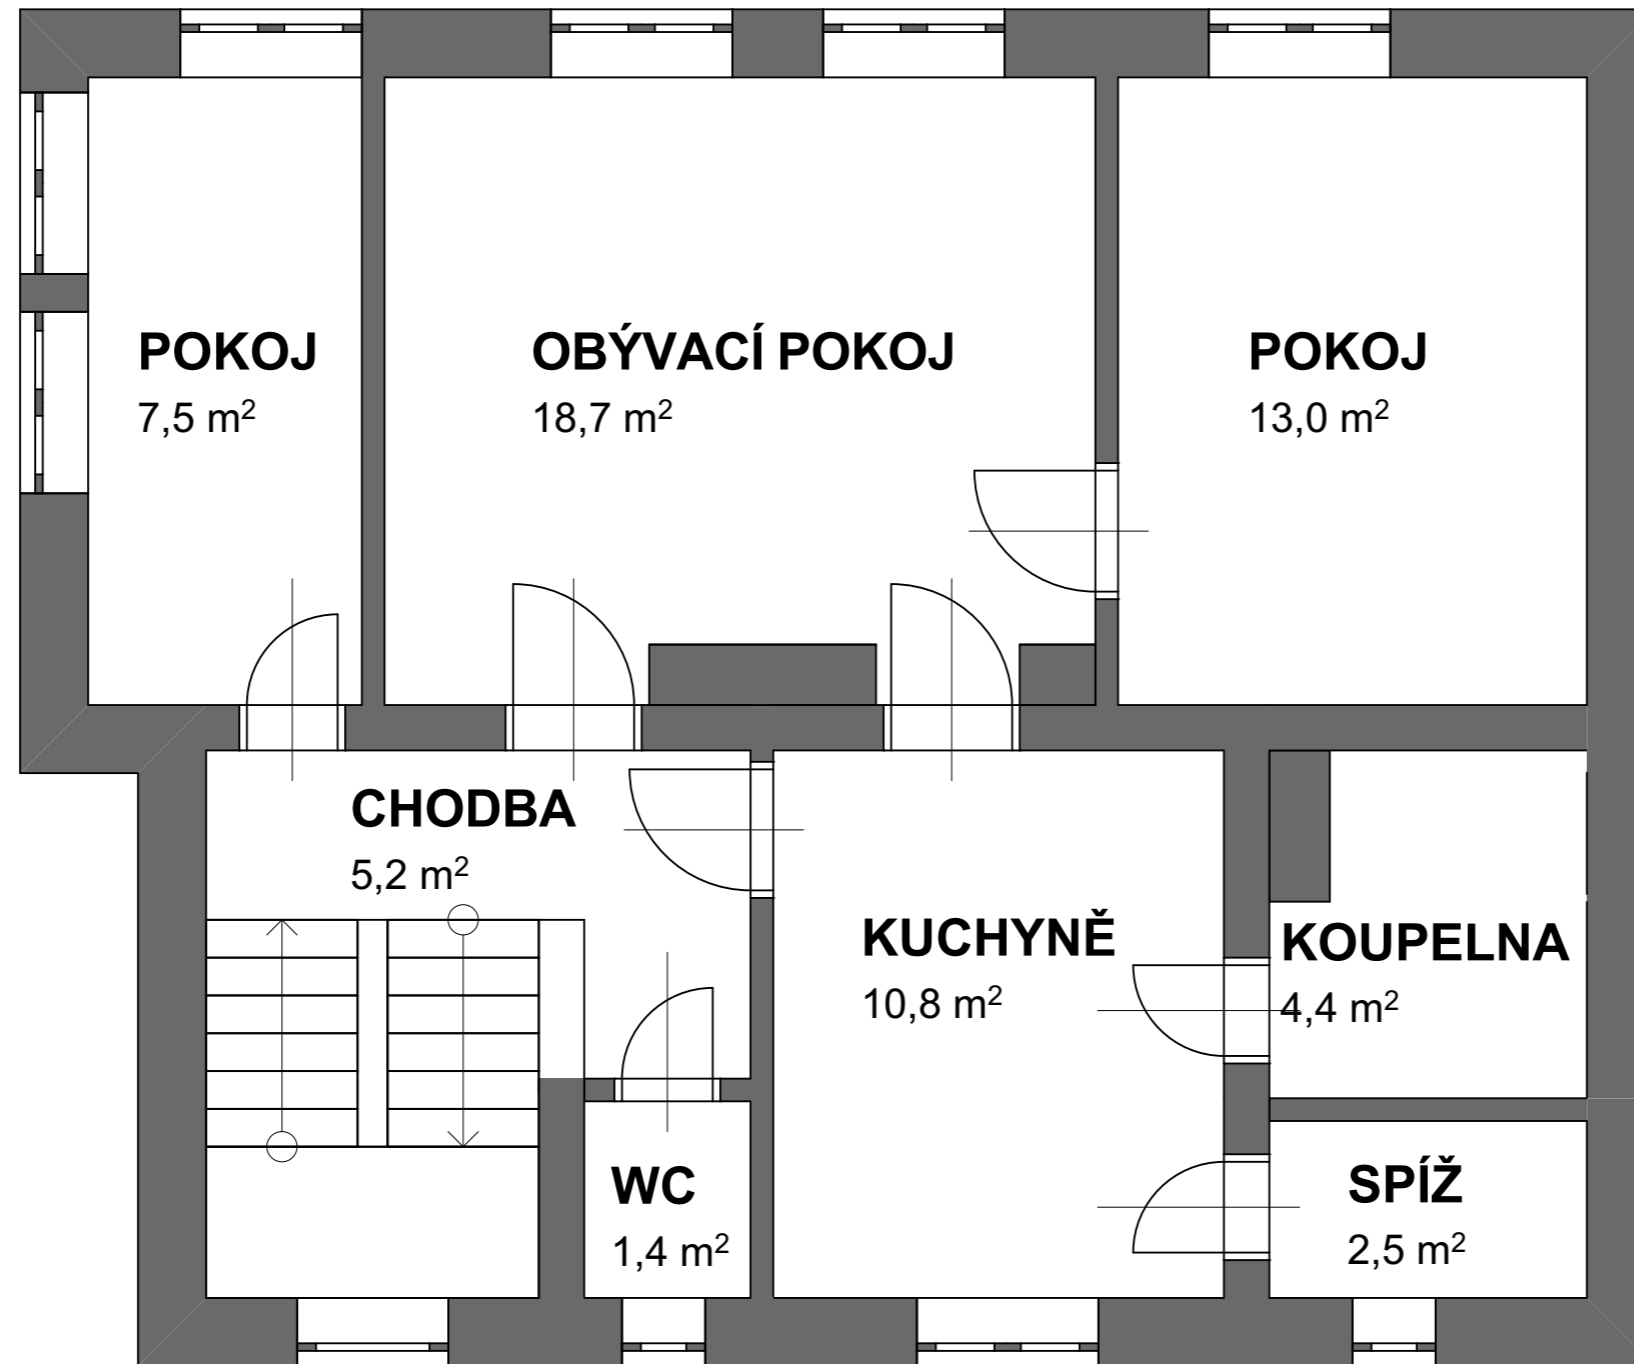 POKOJ
7,5 m²
OBÝVACÍ POKOJ
18,7 m²
POKOJ
13,0 m²
CHODBA
5,2 m²
KUCHYNĚ
10,8 m²
KOUPELNA
4,4 m²
WC
1,4 m²
SPÍŽ
2,5 m²